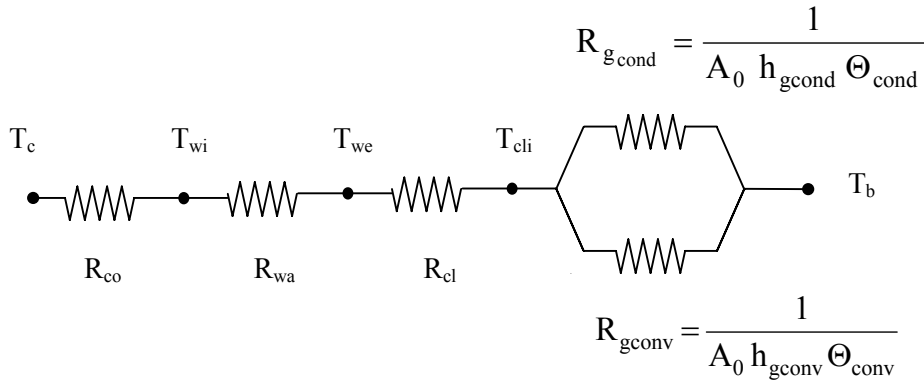 R_gcond = 1 / (A_0 h_gcond Θ_cond)
T_c T_wi T_we T_cli T_b
R_co R_wa R_cl
R_gconv = 1 / (A_0 h_gconv Θ_conv)